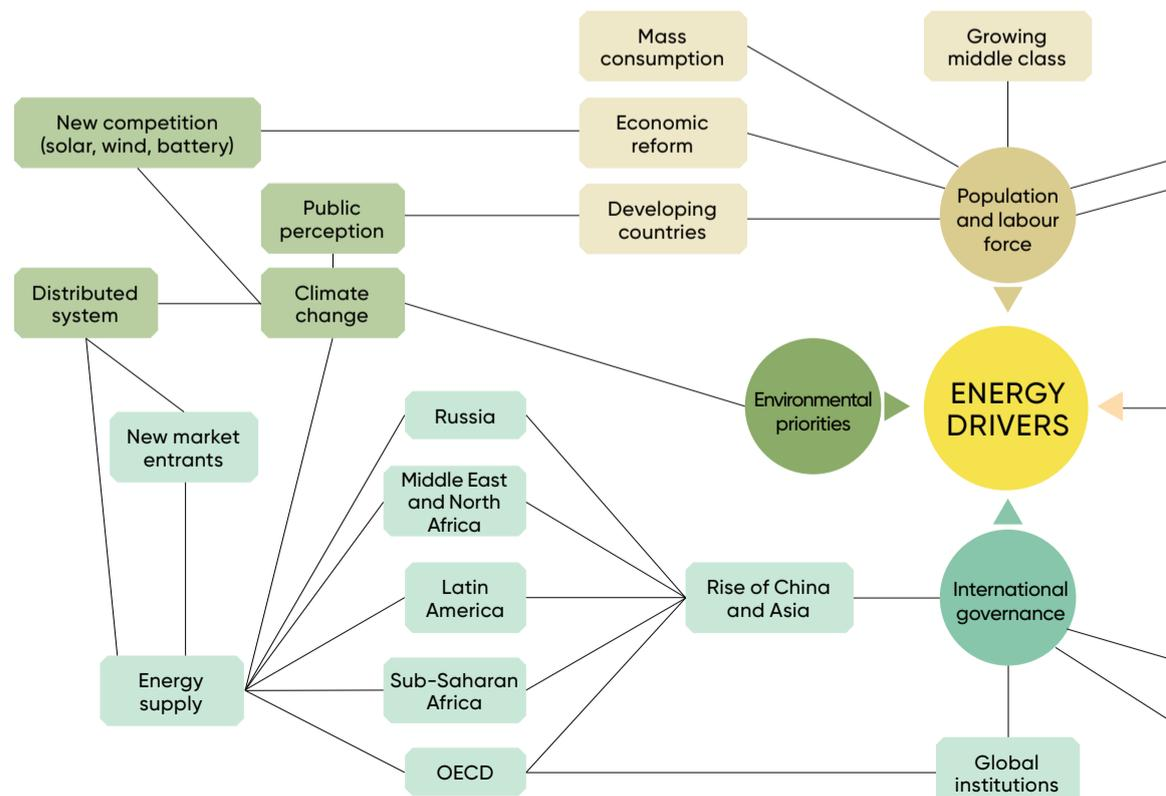 Mass
consumption
Growing
middle class
New competition
(solar, wind, battery)
Economic
reform
Public
perception
Developing
countries
Population
and labour
force
Distributed
system
Climate
change
Environmental
priorities
ENERGY
DRIVERS
New market
entrants
Russia
Middle East
and North
Africa
Latin
America
Rise of China
and Asia
International
governance
Energy
supply
Sub-Saharan
Africa
OECD
Global
institutions